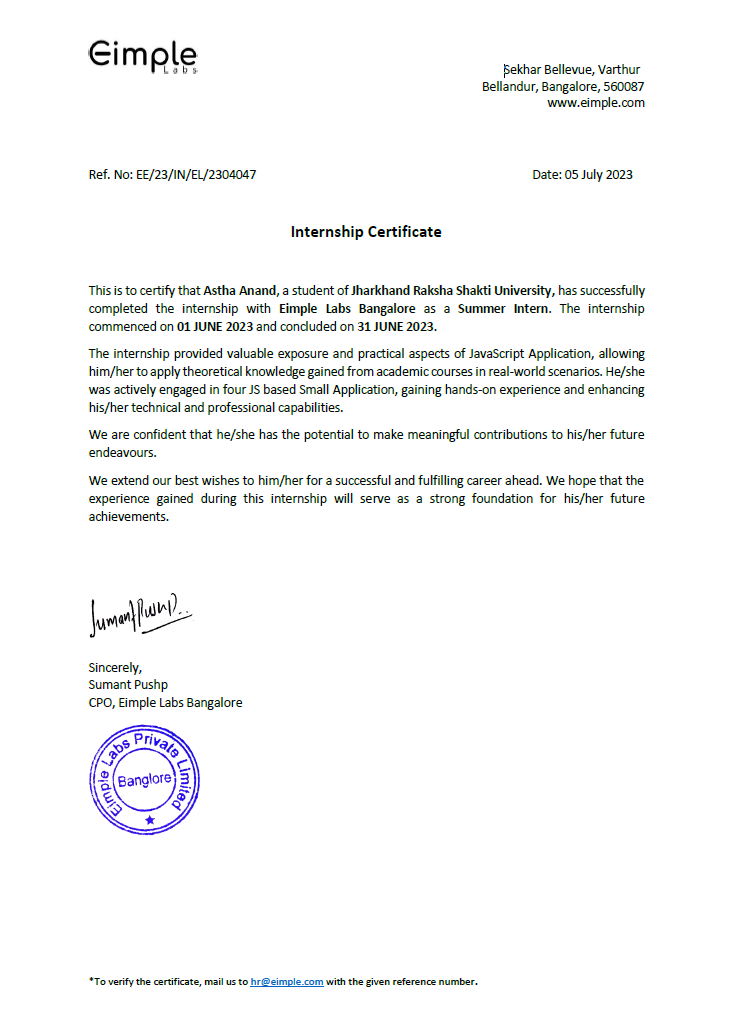 Eimple
Labs
Sekhar Bellevue, Varthur
Bellandur, Bangalore, 560087
www.eimple.com
Ref. No: EE/23/IN/EL/2304047
Date: 05 July 2023
Internship Certificate
This is to certify that Astha Anand, a student of Jharkhand Raksha Shakti University, has successfully
completed the internship with Eimple Labs Bangalore as a Summer Intern. The internship
commenced on 01 JUNE 2023 and concluded on 31 JUNE 2023.
The internship provided valuable exposure and practical aspects of JavaScript Application, allowing
him/her to apply theoretical knowledge gained from academic courses in real-world scenarios. He/she
was actively engaged in four JS based Small Application, gaining hands-on experience and enhancing
his/her technical and professional capabilities.
We are confident that he/she has the potential to make meaningful contributions to his/her future
endeavours.
We extend our best wishes to him/her for a successful and fulfilling career ahead. We hope that the
experience gained during this internship will serve as a strong foundation for his/her future
achievements.
Sumant Pushp
Sincerely,
Sumant Pushp
CPO, Eimple Labs Bangalore
Eimple Labs Private Limited
Banglore
*To verify the certificate, mail us to hr@eimple.com with the given reference number.